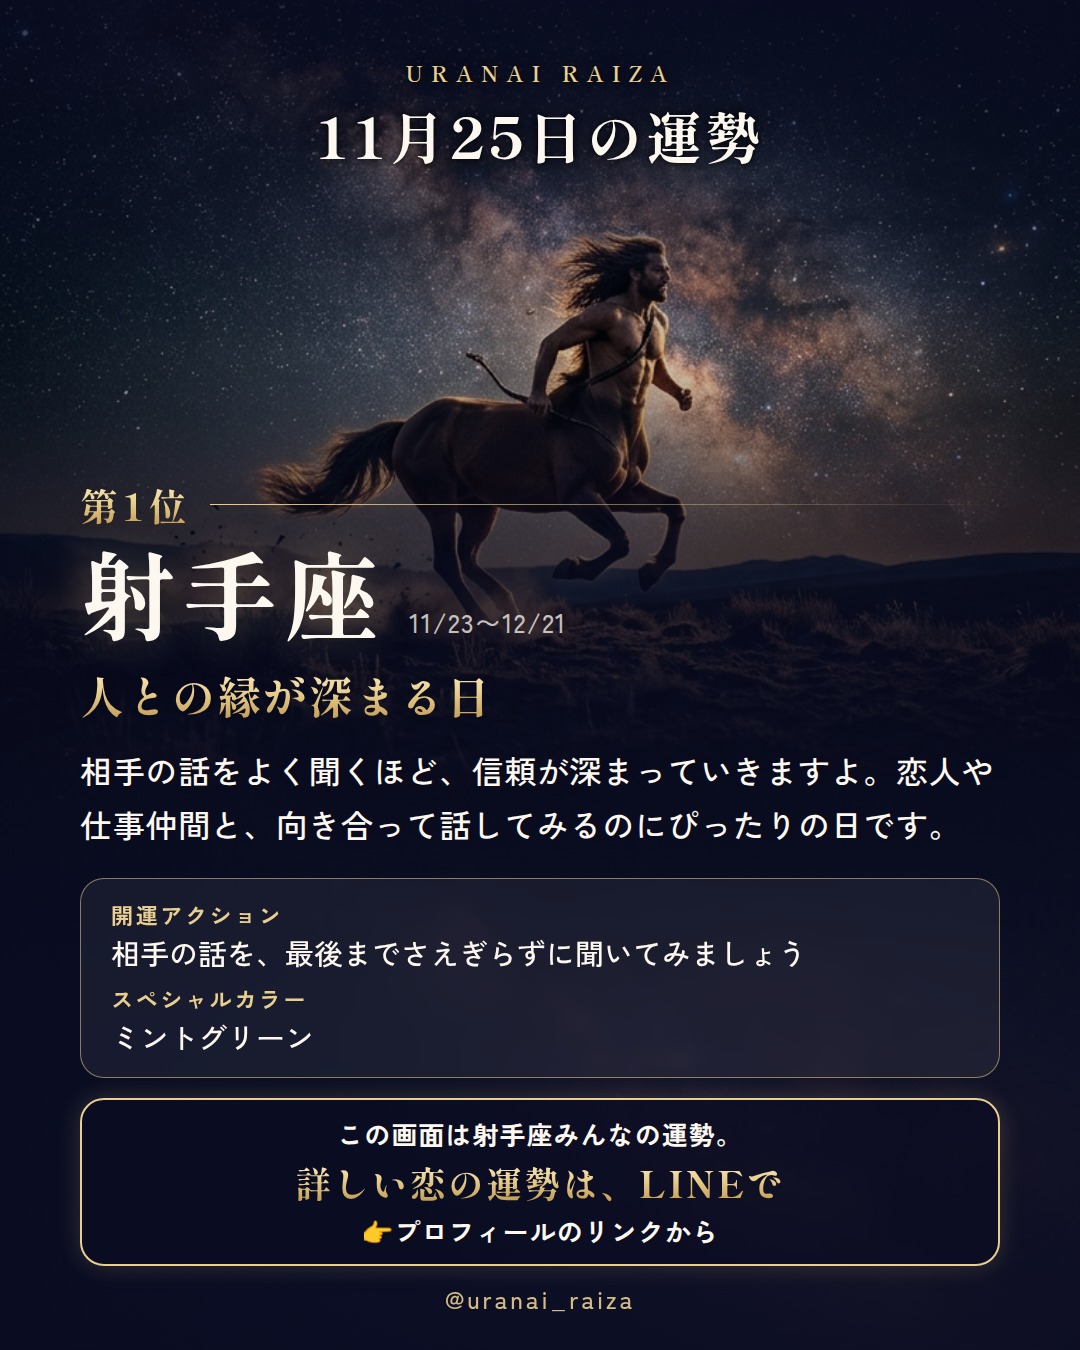 URANAI RAIZA
11月25日の運勢
第1位
射手座 11/23〜12/21
人との縁が深まる日
相手の話をよく聞くほど、信頼が深まっていきますよ。恋人や
仕事仲間と、向き合って話してみるのにぴったりの日です。
開運アクション
相手の話を、最後までさえぎらずに聞いてみましょう
スペシャルカラー
ミントグリーン
この画面は射手座みんなの運勢。
詳しい恋の運勢は、LINEで
👉プロフィールのリンクから
@uranai_raiza